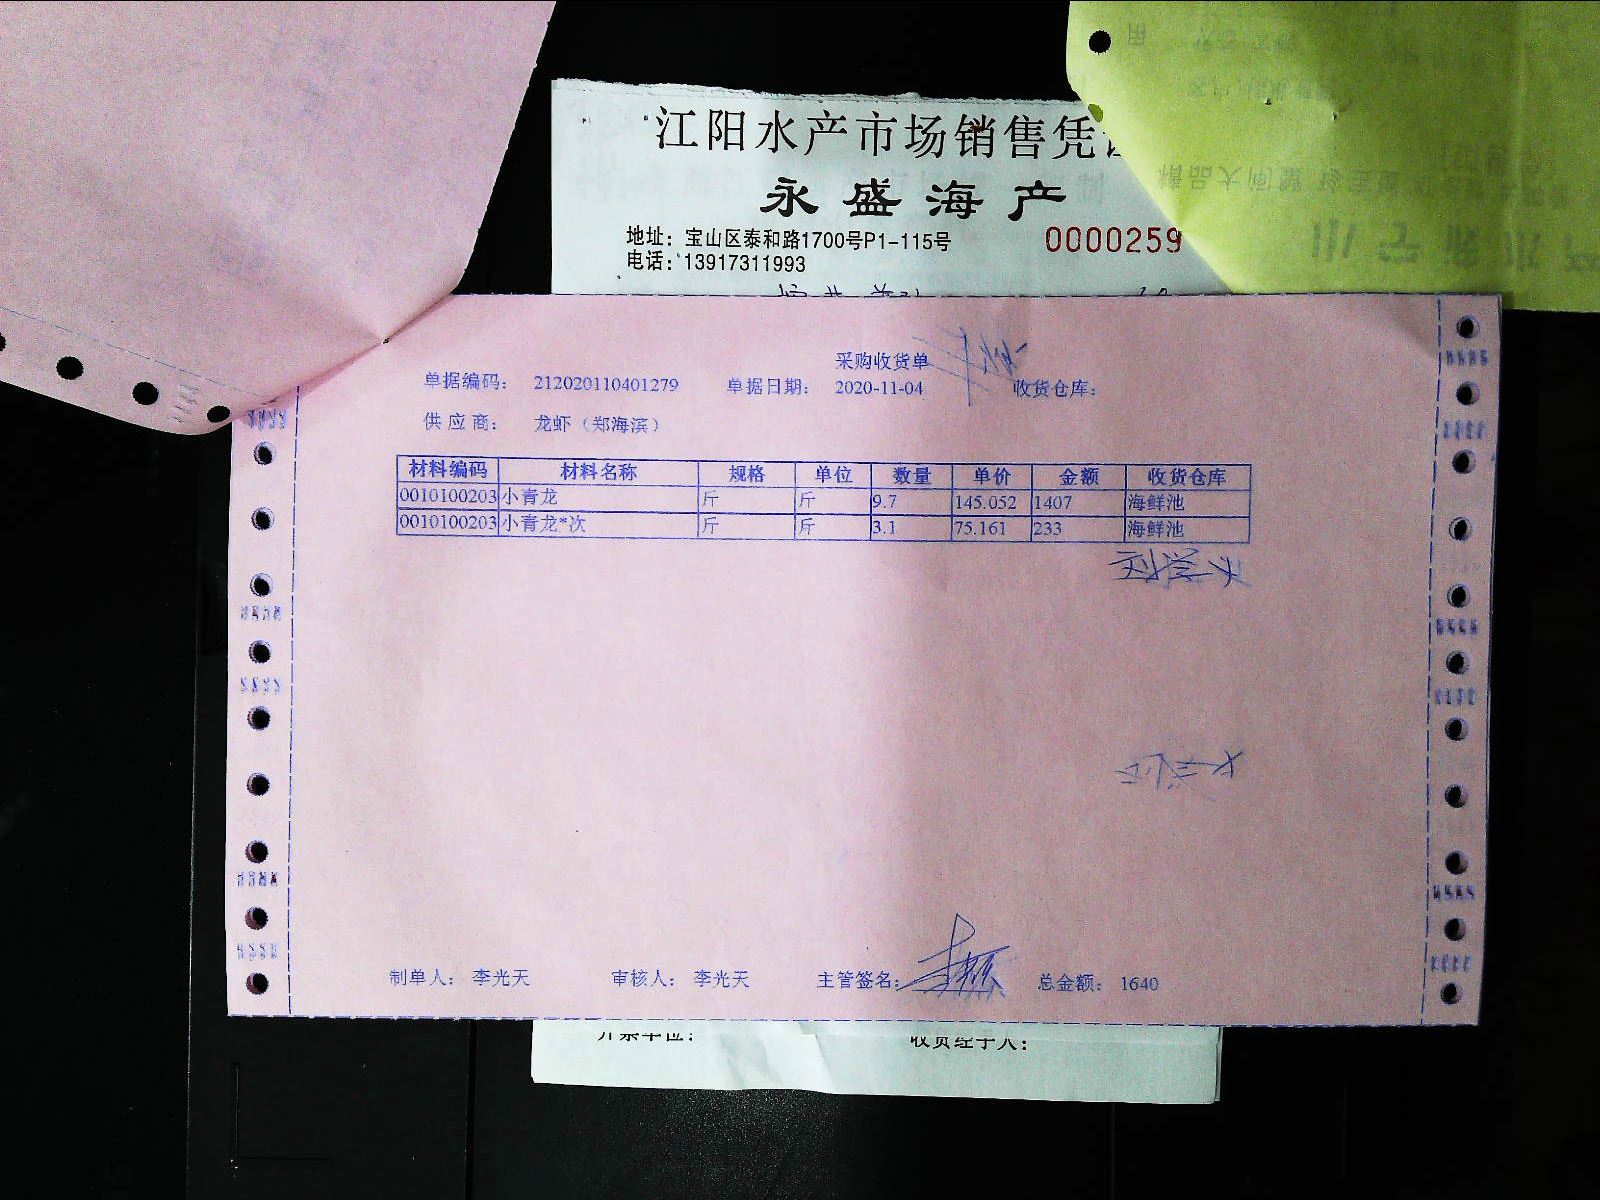 江阳水产市场销售凭
永盛海产
地址：宝山区泰和路1700号P1-115号
0000259
电话：13917311993
采购收货单
单据编码： 212020110401279 单据日期： 2020-11-04 收货仓库：
供应商： 龙虾（郑海滨）
材料编码 材料名称 规格 单位 数量 单价 金额 收货仓库
0010100203 小青龙 斤 斤 9.7 145.052 1407 海鲜池
0010100203 小青龙*次 斤 斤 3.1 75.161 233 海鲜池
制单人： 李光天 审核人： 李光天 主管签名： 总金额： 1640
开票单位： 收货经手人：